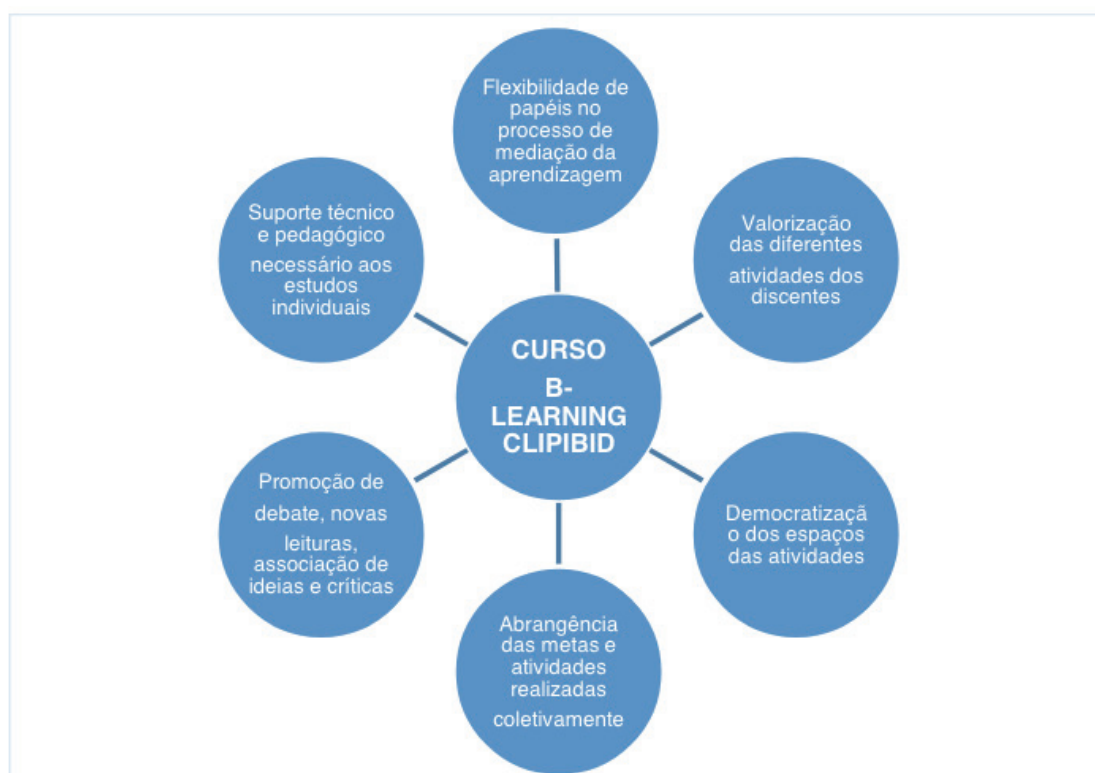 Flexibilidade de
papéis no
processo de
mediação da
aprendizagem
Suporte técnico
e pedagógico
necessário aos
estudos
individuais
Valorização
das diferentes
atividades dos
discentes
CURSO
B-
LEARNING
CLIPIBID
Promoção de
debate, novas
leituras,
associação de
ideias e críticas
Democratizaçã
o dos espaços
das atividades
Abrangência
das metas e
atividades
realizadas
coletivamente